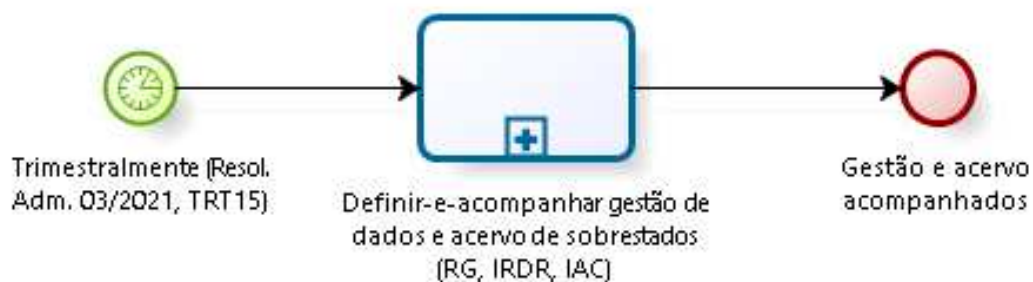 Trimestralmente (Resol.
Adm. 03/2021, TRT15)
Definir-e-acompanhar gestão de
dados e acervo de sobrestados
(RG, IRDR, IAC)
Gestão e acervo
acompanhados